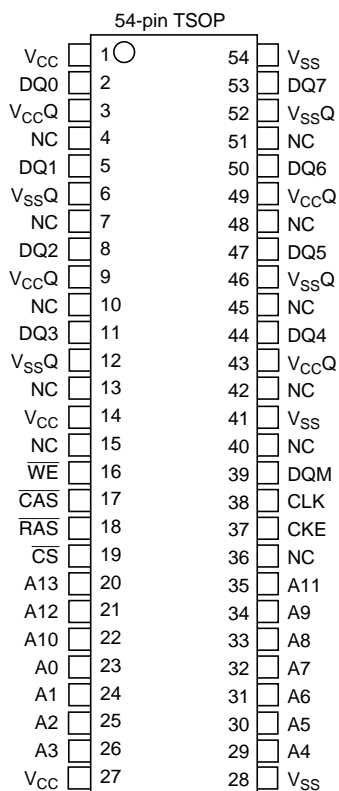 54-pin TSOP
VCC 1 54 VSS
DQ0 2 53 DQ7
VCCQ 3 52 VSSQ
NC 4 51 NC
DQ1 5 50 DQ6
VSSQ 6 49 VCCQ
NC 7 48 NC
DQ2 8 47 DQ5
VCCQ 9 46 VSSQ
NC 10 45 NC
DQ3 11 44 DQ4
VSSQ 12 43 VCCQ
NC 13 42 NC
VCC 14 41 VSS
NC 15 40 NC
WE 16 39 DQM
CAS 17 38 CLK
RAS 18 37 CKE
CS 19 36 NC
A13 20 35 A11
A12 21 34 A9
A10 22 33 A8
A0 23 32 A7
A1 24 31 A6
A2 25 30 A5
A3 26 29 A4
VCC 27 28 VSS